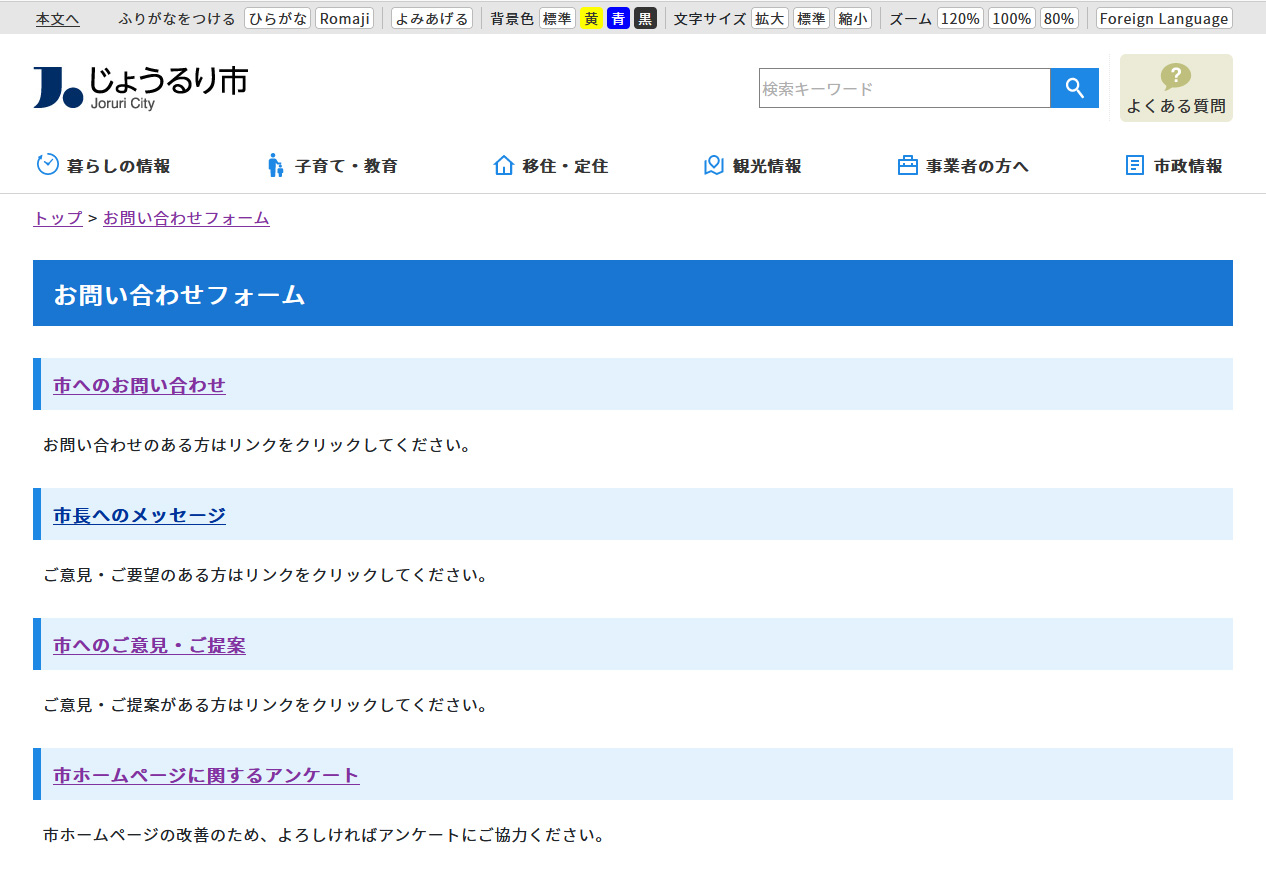 本文へ ふりがなをつける ひらがな Romaji よみあげる 背景色 標準 黄 青 黒 文字サイズ 拡大 標準 縮小 ズーム 120% 100% 80% Foreign Language
じょうるり市
Joruri City
検索キーワード
?
よくある質問
暮らしの情報 子育て・教育 移住・定住 観光情報 事業者の方へ 市政情報
トップ > お問い合わせフォーム
お問い合わせフォーム
市へのお問い合わせ
お問い合わせのある方はリンクをクリックしてください。
市長へのメッセージ
ご意見・ご要望のある方はリンクをクリックしてください。
市へのご意見・ご提案
ご意見・ご提案がある方はリンクをクリックしてください。
市ホームページに関するアンケート
市ホームページの改善のため、よろしければアンケートにご協力ください。